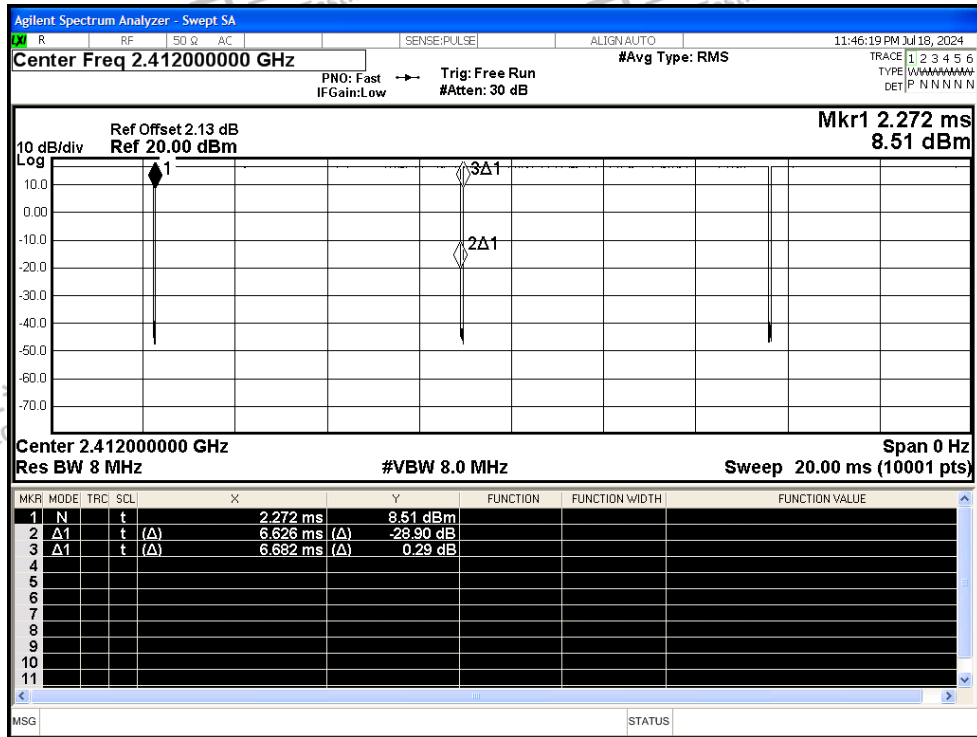 Agilent Spectrum Analyzer - Swept SA
LXI R RF 50 Ω AC SENSE:PULSE ALIGN AUTO 11:46:19 PM Jul 18, 2024
Center Freq 2.412000000 GHz
PNO: Fast
IFGain:Low
Trig: Free Run
#Atten: 30 dB
#Avg Type: RMS
TRACE 1 2 3 4 5 6
TYPE WWWWWW
DET P N N N N N
Mkr1 2.272 ms
8.51 dBm
Ref Offset 2.13 dB
10 dB/div Ref 20.00 dBm
Log
1
3Δ1
2Δ1
10.0
0.00
-10.0
-20.0
-30.0
-40.0
-50.0
-60.0
-70.0
Center 2.412000000 GHz Span 0 Hz
Res BW 8 MHz #VBW 8.0 MHz Sweep 20.00 ms (10001 pts)
MKR MODE TRC SCL X Y FUNCTION FUNCTION WIDTH FUNCTION VALUE
1 N t 2.272 ms 8.51 dBm
2 Δ1 t (Δ) 6.626 ms (Δ) -28.90 dB
3 Δ1 t (Δ) 6.682 ms (Δ) 0.29 dB
4
5
6
7
8
9
10
11
MSG STATUS